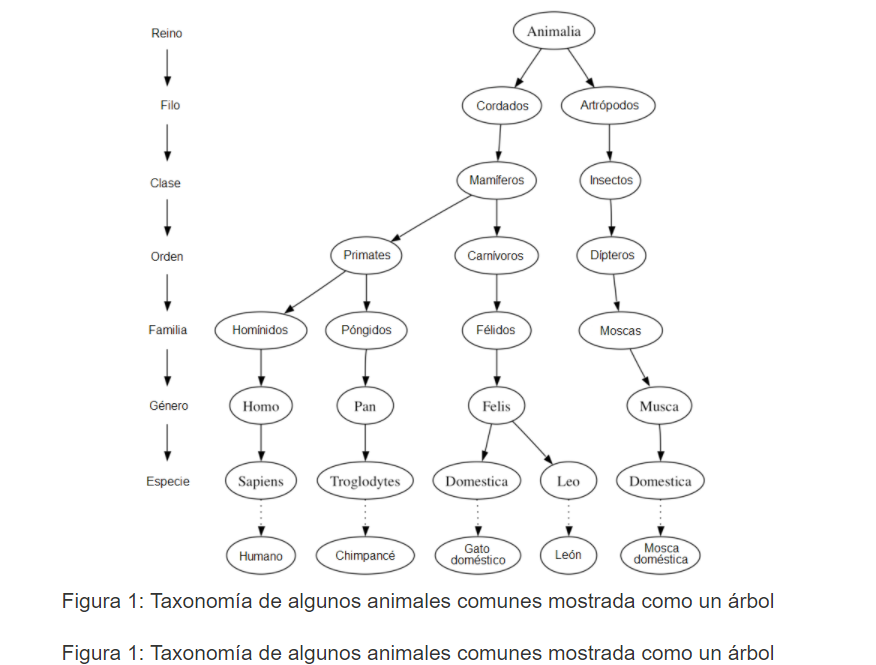 Reino
Animalia
Filo
Cordados
Artrópodos
Clase
Mamíferos
Insectos
Orden
Primates
Carnívoros
Dípteros
Familia
Homínidos
Póngidos
Félidos
Moscas
Género
Homo
Pan
Felis
Musca
Especie
Sapiens
Troglodytes
Domestica
Leo
Domestica
Humano
Chimpancé
Gato
doméstico
León
Mosca
doméstica
Figura 1: Taxonomía de algunos animales comunes mostrada como un árbol
Figura 1: Taxonomía de algunos animales comunes mostrada como un árbol